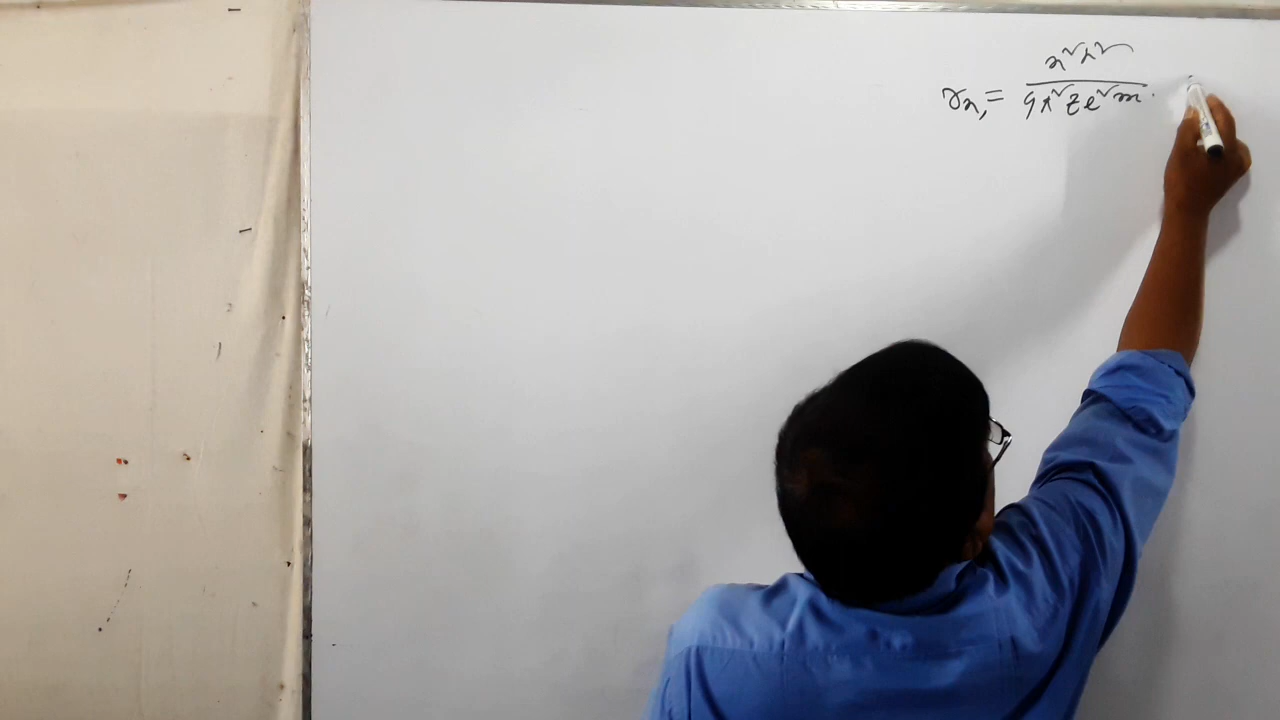 rn, = n²h² / 4π²Ze²m.